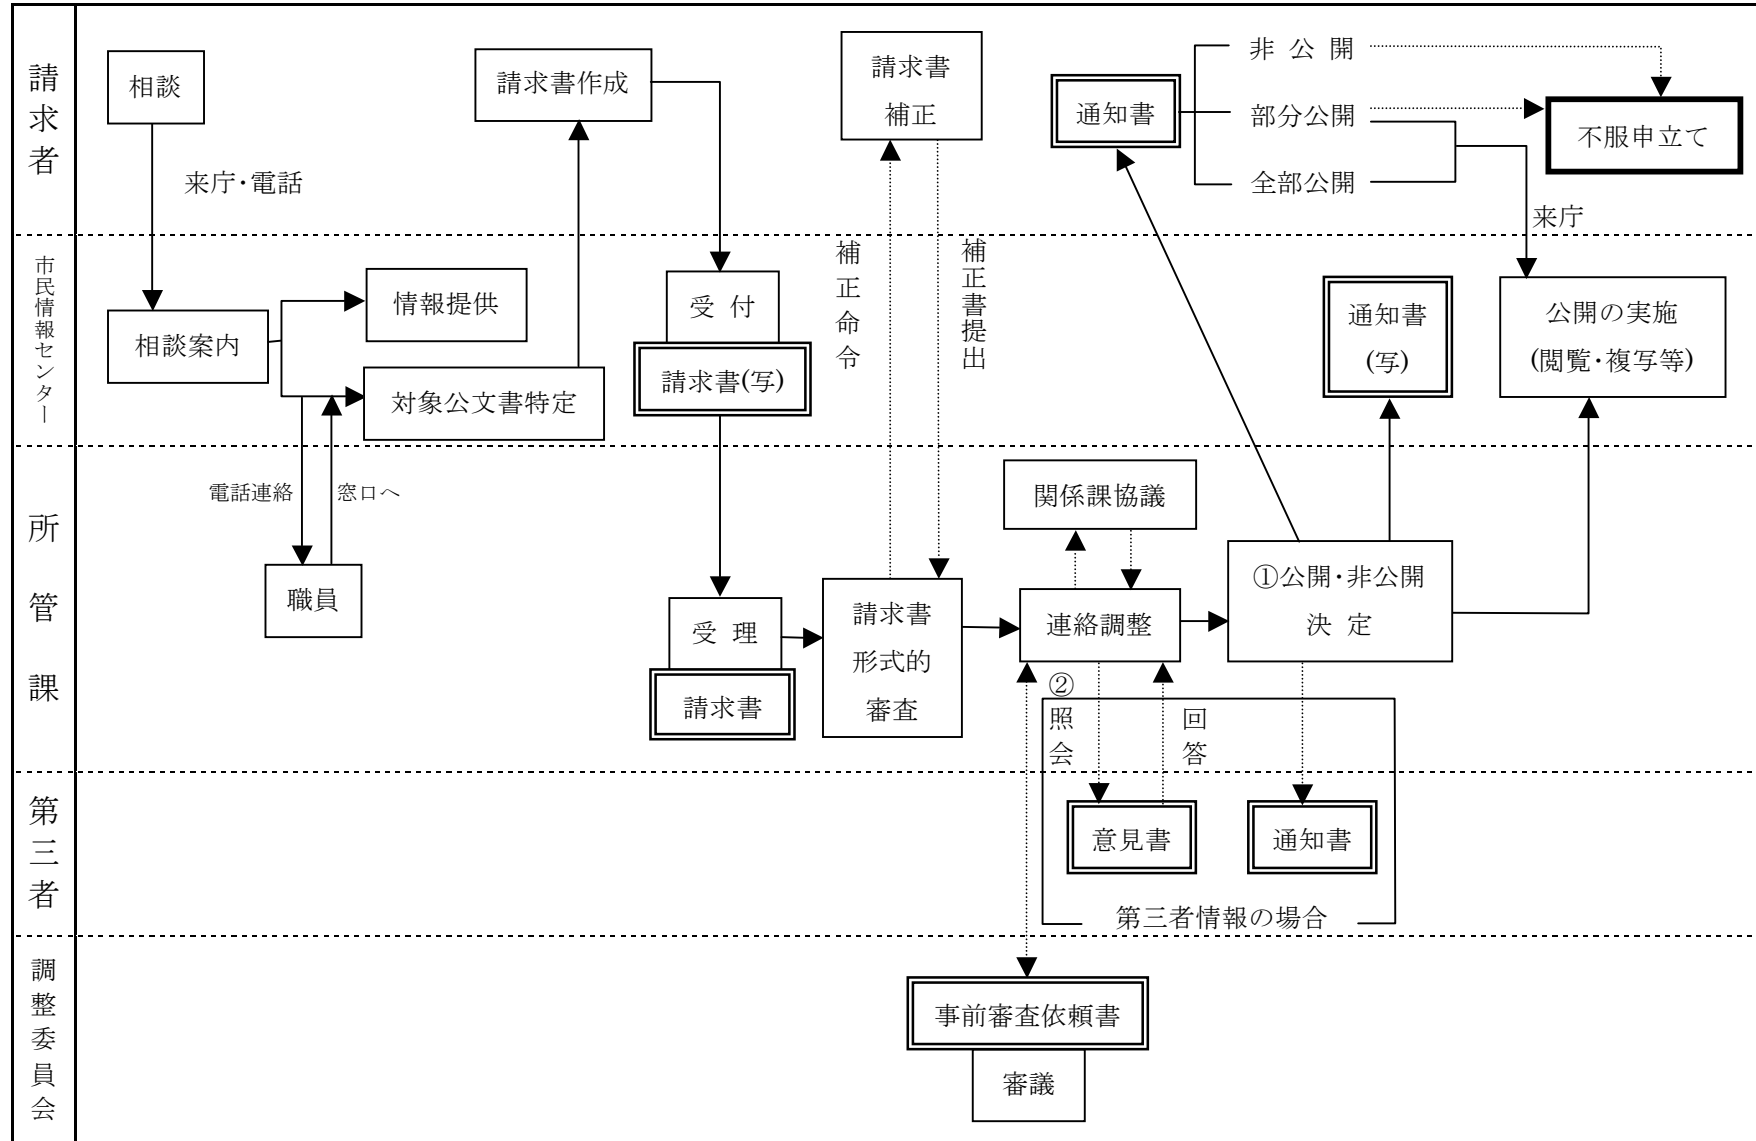 請求者
相談
来庁・電話
請求書作成
請求書
補正
通知書
非 公 開
部分公開
全部公開
不服申立て
来庁
市民情報センター
相談案内
情報提供
対象公文書特定
受 付
請求書(写)
補正命令
補正書提出
通知書
(写)
公開の実施
(閲覧・複写等)
所管課
電話連絡
窓口へ
職員
受 理
請求書
請求書
形式的
審査
関係課協議
連絡調整
①公開・非公開
決 定
②
照会
回答
第三者
意見書
通知書
第三者情報の場合
調整委員会
事前審査依頼書
審議